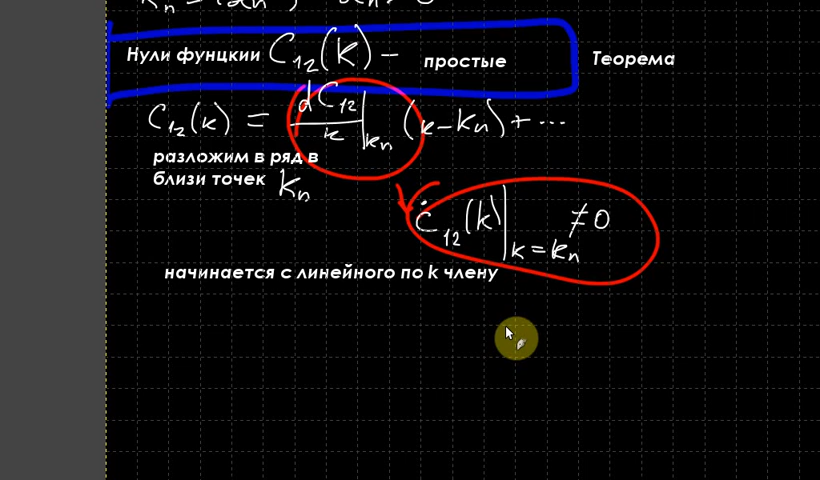 Нули фунцкии C₁₂(k) – простые Теорема
C₁₂(k) = dC₁₂/k|kₙ (k-kₙ) + ...
разложим в ряд в
близи точек kₙ
Ċ₁₂(k)|k=kₙ ≠0
начинается с линейного по k члену